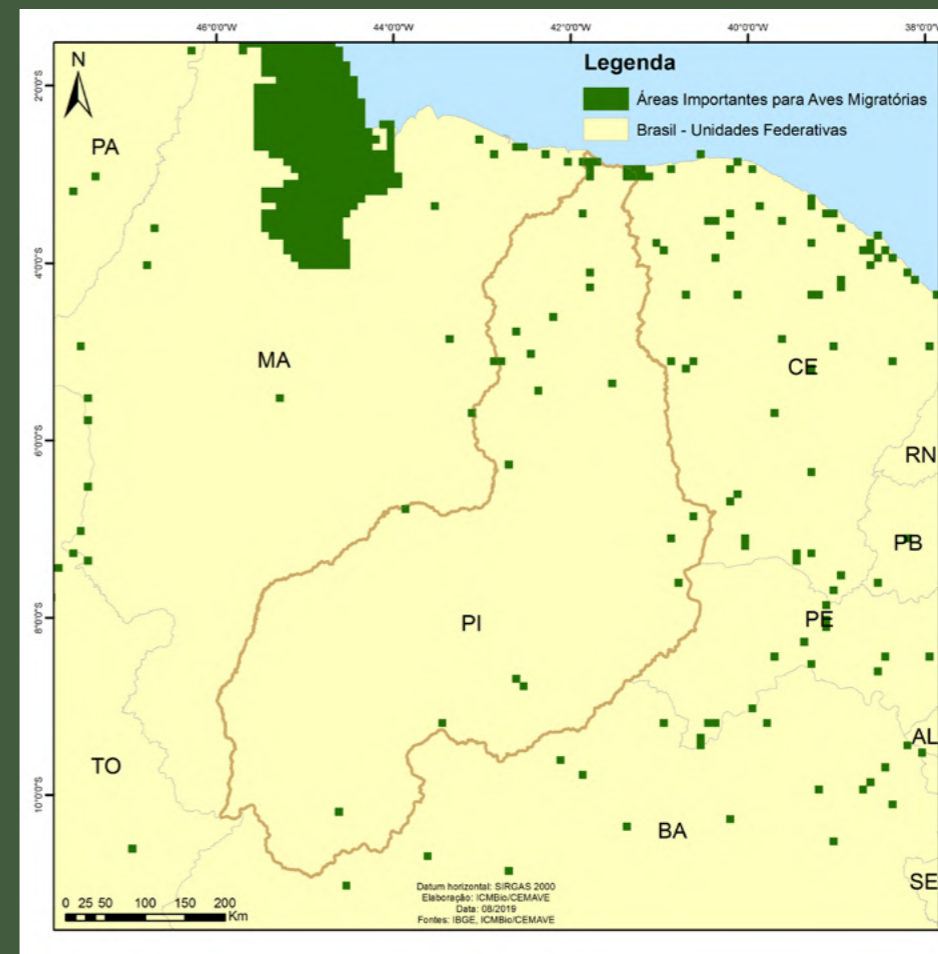 46°0'0"W 44°0'0"W 42°0'0"W 40°0'0"W 38°0'0"W
N
Legenda
Áreas Importantes para Aves Migratórias
Brasil - Unidades Federativas
2°0'0"S
PA
4°0'0"S
MA
CE
6°0'0"S
RN
PB
8°0'0"S
PI
PE
TO
AL
10°0'0"S
BA
SE
Datum horizontal: SIRGAS 2000
Elaboração: ICMBio/CEMAVE
Data: 08/2019
Fontes: IBGE, ICMBio/CEMAVE
0 25 50 100 150 200
Km